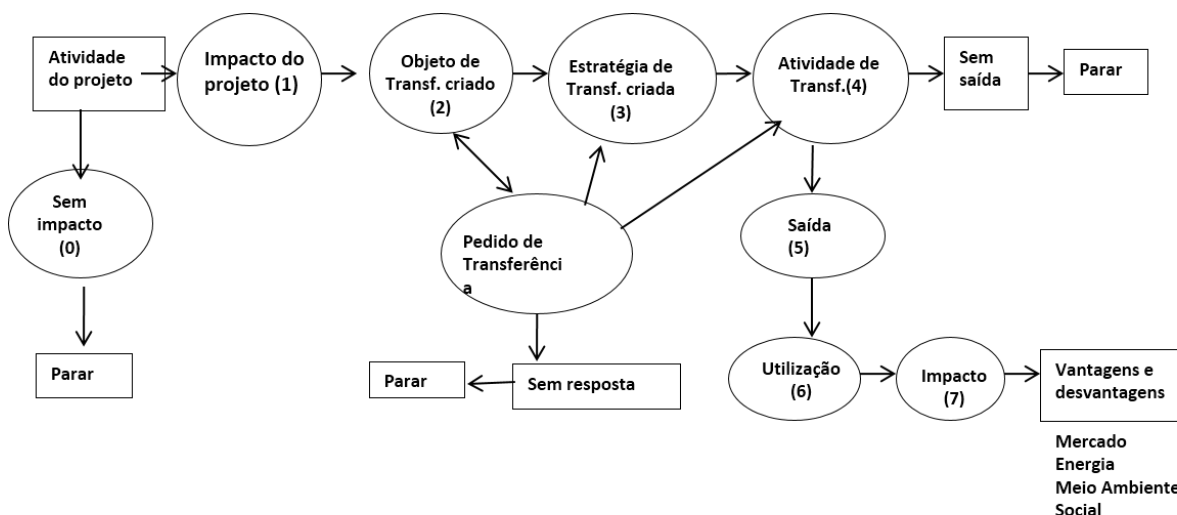 Atividade
do projeto
Impacto do
projeto (1)
Objeto de
Transf. criado
(2)
Estratégia de
Transf. criada
(3)
Atividade de
Transf.(4)
Sem
saída
Parar
Sem
impacto
(0)
Pedido de
Transferênci
a
Saída
(5)
Parar
Parar
Sem resposta
Utilização
(6)
Impacto
(7)
Vantagens e
desvantagens
Mercado
Energia
Meio Ambiente
Social